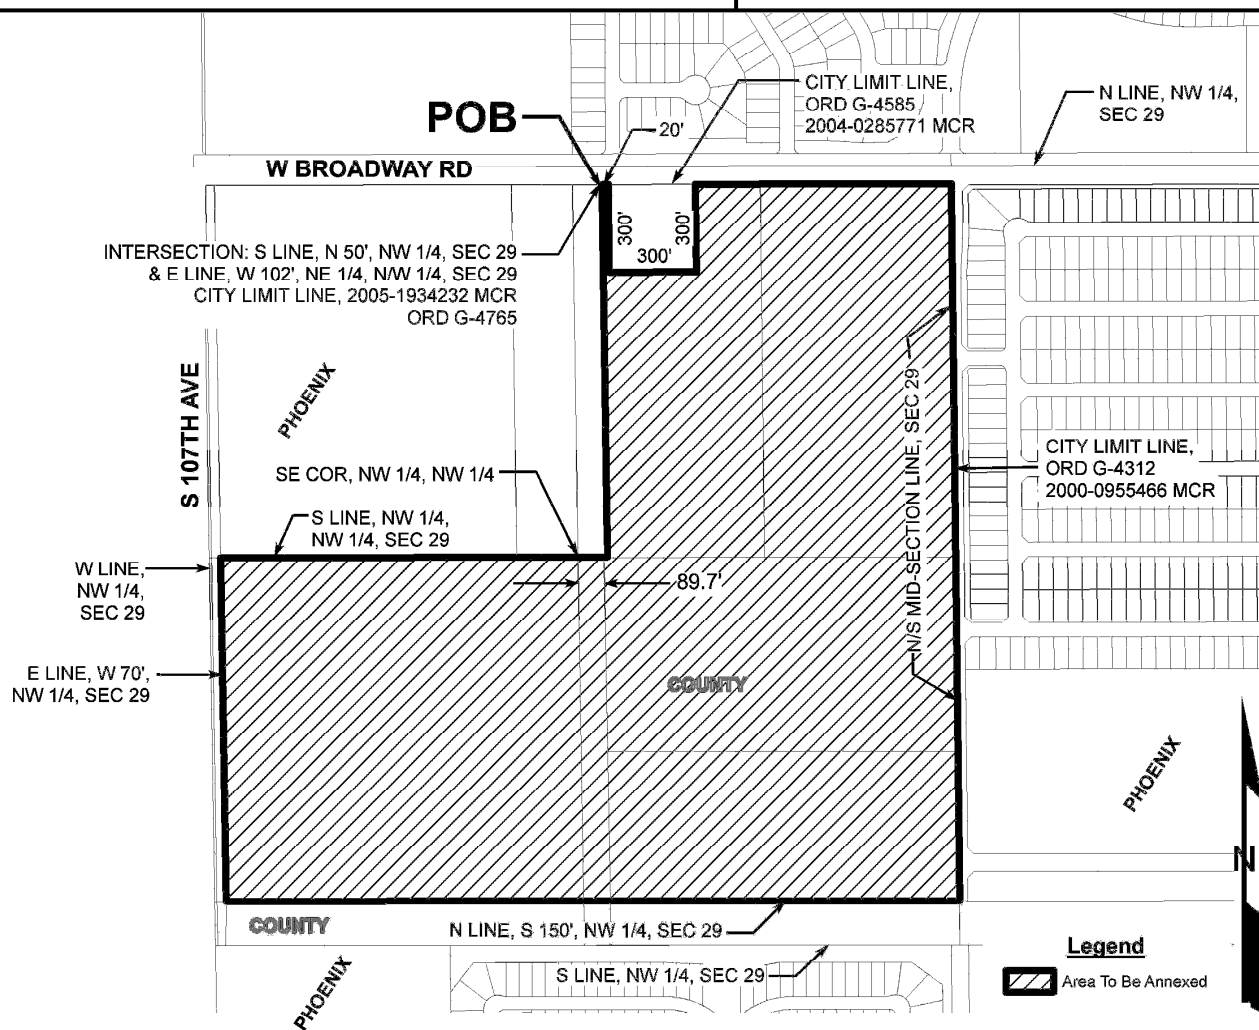 POB
20'
CITY LIMIT LINE,
ORD G-4585
2004-0285771 MCR
N LINE, NW 1/4,
SEC 29
W BROADWAY RD
300'
300'
300'
INTERSECTION: S LINE, N 50', NW 1/4, SEC 29
& E LINE, W 102', NE 1/4, NW 1/4, SEC 29
CITY LIMIT LINE, 2005-1934232 MCR
ORD G-4765
PHOENIX
S 107TH AVE
N/S MID-SECTION LINE, SEC 29
CITY LIMIT LINE,
ORD G-4312
2000-0955466 MCR
SE COR, NW 1/4, NW 1/4
S LINE, NW 1/4,
NW 1/4, SEC 29
W LINE,
NW 1/4,
SEC 29
89.7'
E LINE, W 70',
NW 1/4, SEC 29
COUNTY
PHOENIX
N
COUNTY
N LINE, S 150', NW 1/4, SEC 29
S LINE, NW 1/4, SEC 29
PHOENIX
Legend
Area To Be Annexed